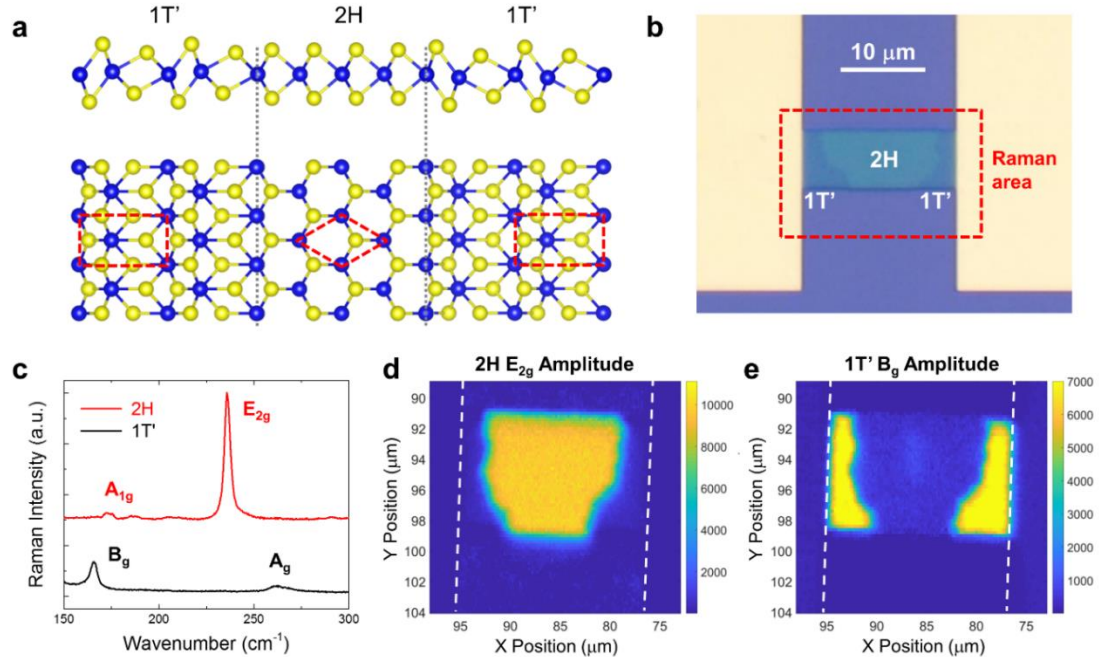 a
1T'
2H
1T'
b
10 μm
2H
1T'
1T'
Raman
area
c
2H
1T'
E2g
A1g
Bg
Ag
Raman Intensity (a.u.)
150
200
250
300
Wavenumber (cm-1)
d
2H E2g Amplitude
90
92
94
96
98
100
102
104
Y Position (μm)
95
90
85
80
75
X Position (μm)
10000
8000
6000
4000
2000
e
1T' Bg Amplitude
90
92
94
96
98
100
102
104
Y Position (μm)
95
90
85
80
75
X Position (μm)
7000
6000
5000
4000
3000
2000
1000
0